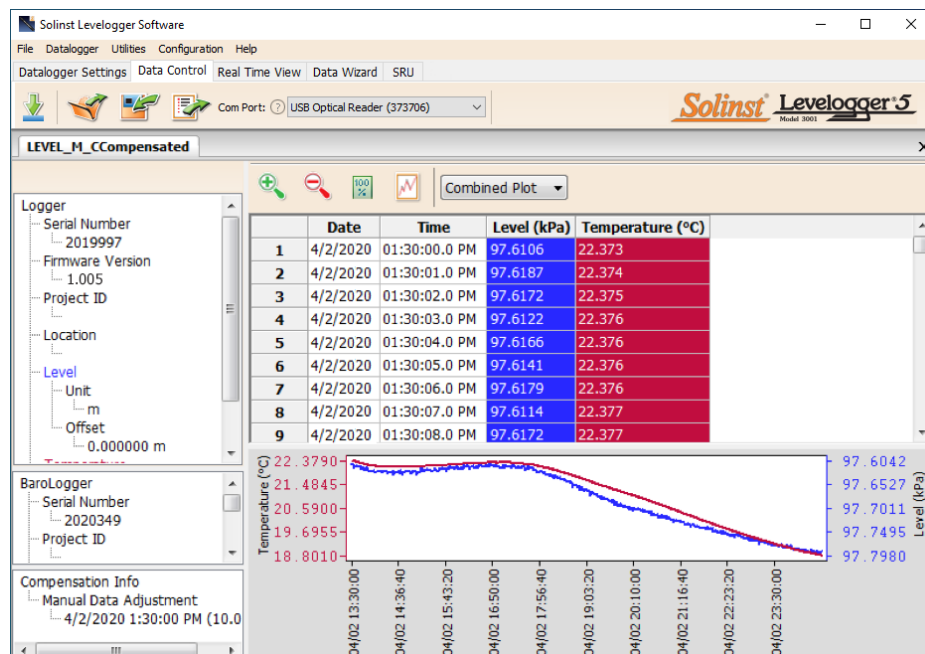 Solinst Levelogger Software
File Datalogger Utilities Configuration Help
Datalogger Settings Data Control Real Time View Data Wizard SRU
Com Port: ? USB Optical Reader (373706)
Solinst Levelogger 5
Model 3001
LEVEL_M_CCompensated
100 %
Combined Plot
Logger
Serial Number
2019997
Firmware Version
1.005
Project ID
Location
Level
Unit
m
Offset
0.000000 m
Temperature
BaroLogger
Serial Number
2020349
Project ID
Compensation Info
Manual Data Adjustment
4/2/2020 1:30:00 PM (10.0
Date Time Level (kPa) Temperature (°C)
1 4/2/2020 01:30:00.0 PM 97.6106 22.373
2 4/2/2020 01:30:01.0 PM 97.6187 22.374
3 4/2/2020 01:30:02.0 PM 97.6172 22.375
4 4/2/2020 01:30:03.0 PM 97.6122 22.376
5 4/2/2020 01:30:04.0 PM 97.6166 22.376
6 4/2/2020 01:30:05.0 PM 97.6141 22.376
7 4/2/2020 01:30:06.0 PM 97.6179 22.376
8 4/2/2020 01:30:07.0 PM 97.6114 22.377
9 4/2/2020 01:30:08.0 PM 97.6172 22.377
Temperature (°C)
22.3790
21.4845
20.5900
19.6955
18.8010
97.6042
97.6527
97.7011
97.7495
97.7980
Level (kPa)
04/02 13:30:00
04/02 14:36:40
04/02 15:43:20
04/02 16:50:00
04/02 17:56:40
04/02 19:03:20
04/02 20:10:00
04/02 21:16:40
04/02 22:23:20
04/02 23:30:00